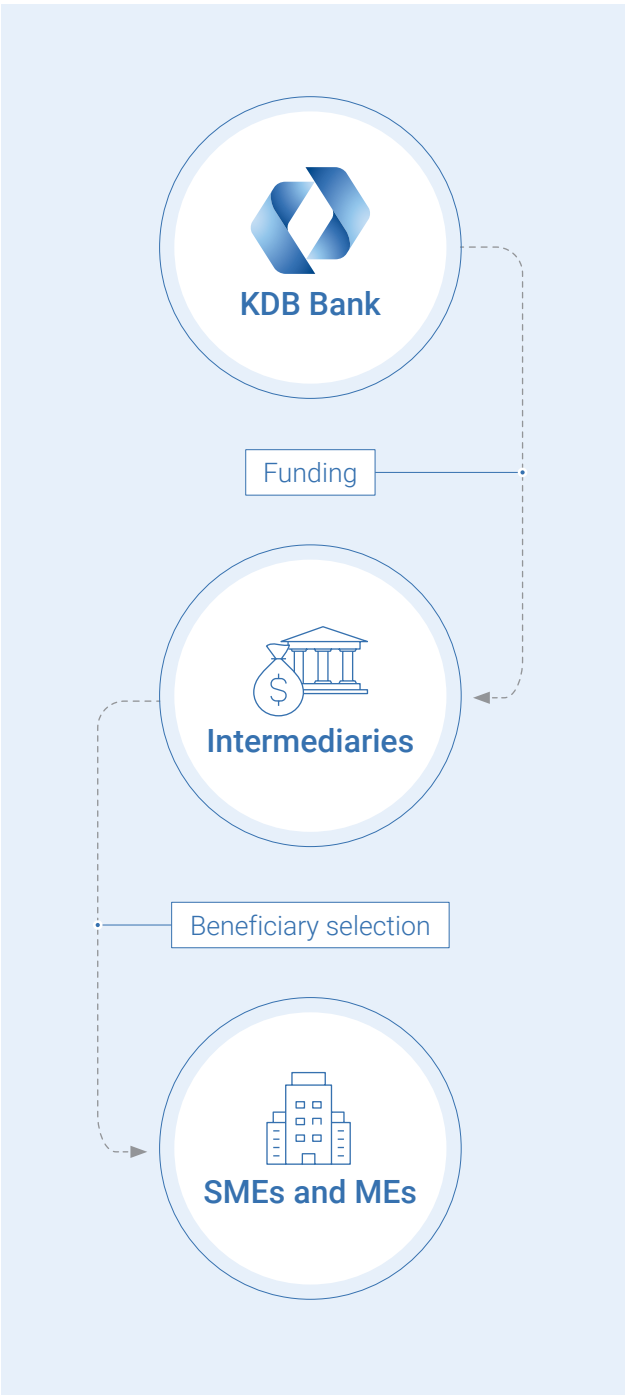 KDB Bank
Funding
$
Intermediaries
Beneficiary selection
SMEs and MEs